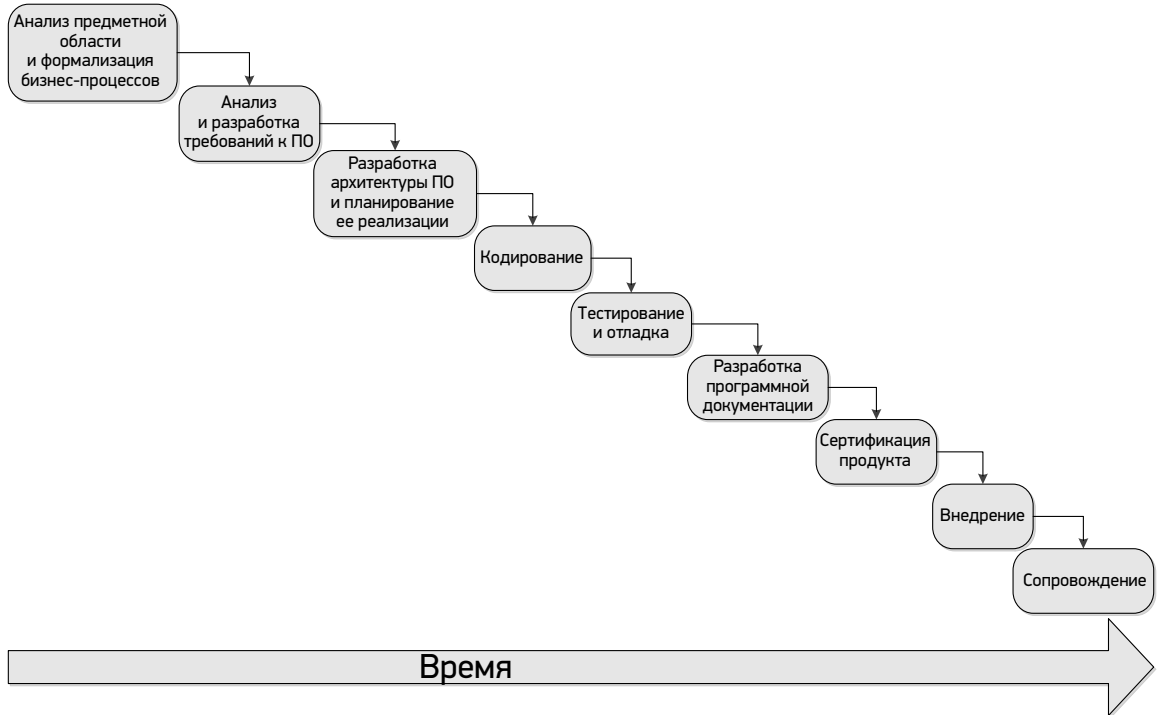 Анализ предметной
области
и формализация
бизнес-процессов
Анализ
и разработка
требований к ПО
Разработка
архитектуры ПО
и планирование
ее реализации
Кодирование
Тестирование
и отладка
Разработка
программной
документации
Сертификация
продукта
Внедрение
Сопровождение
Время